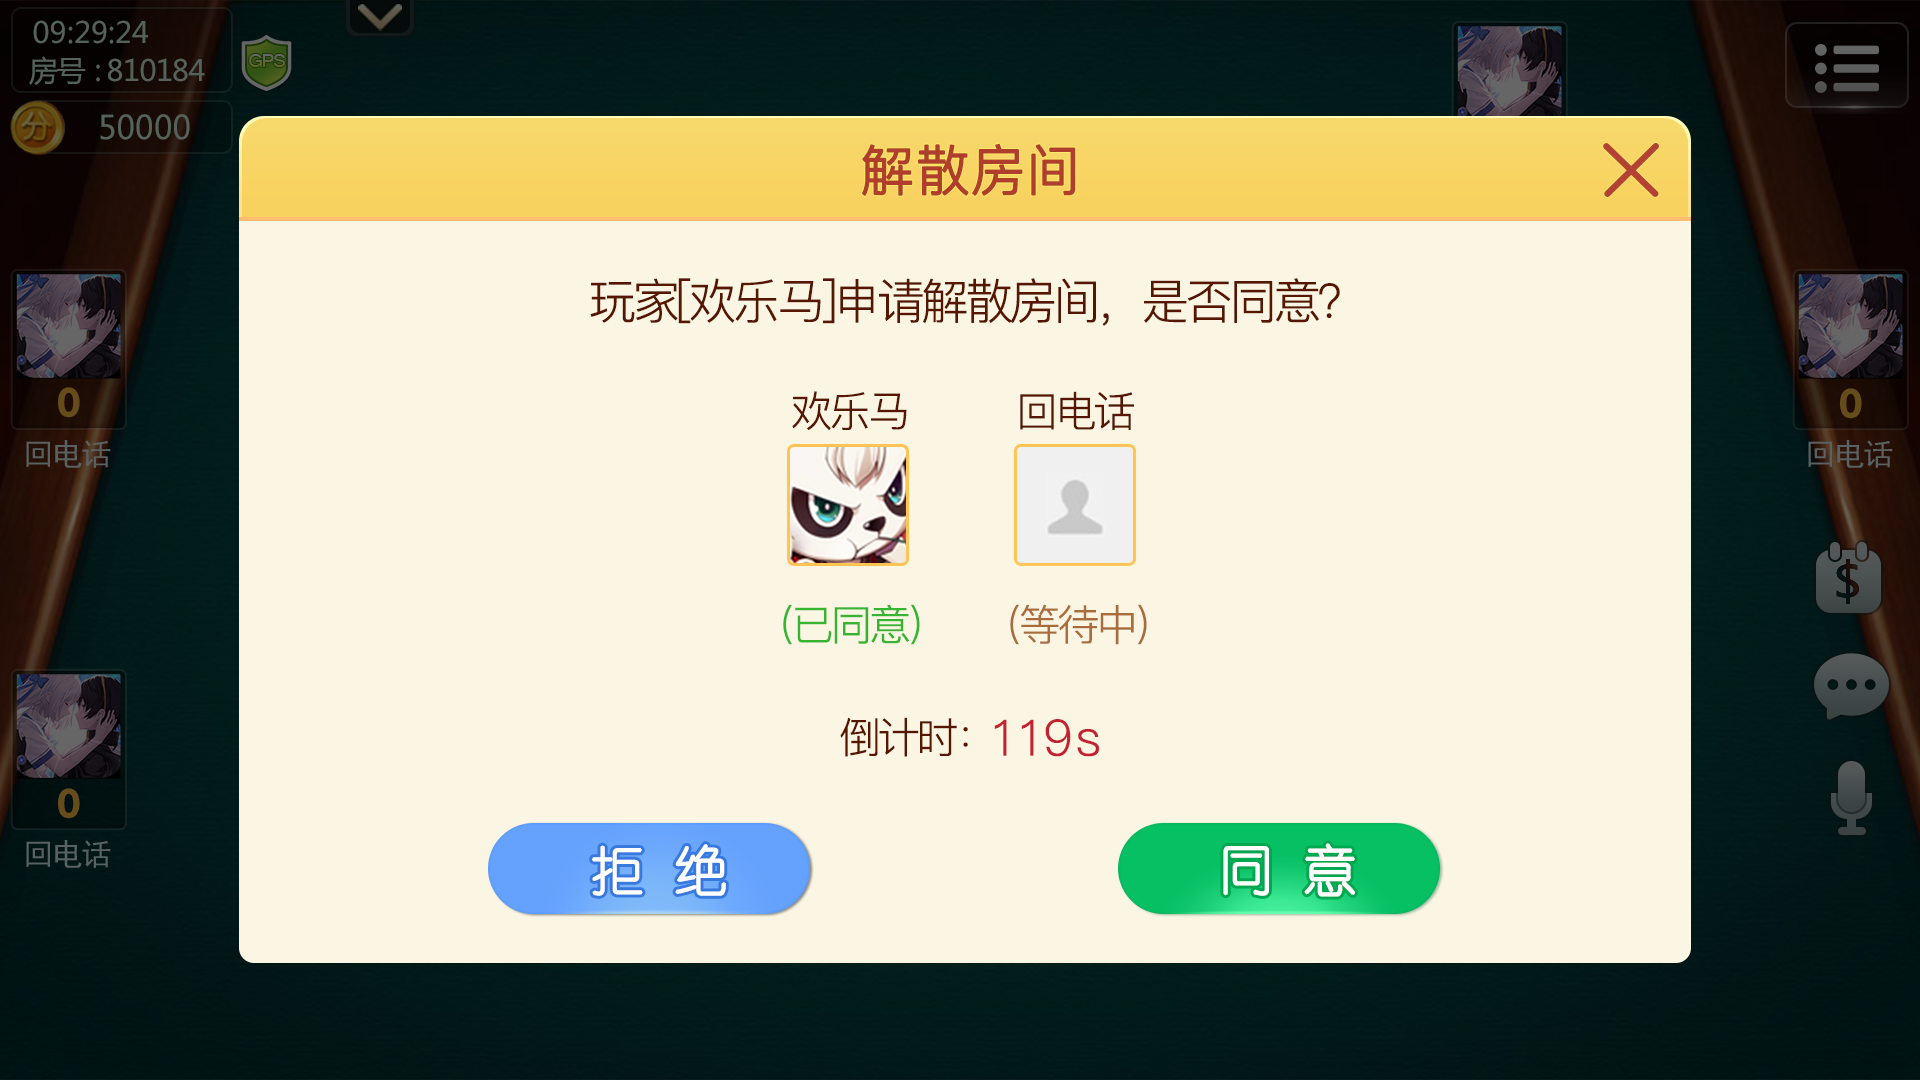 09:29:24
房号 : 810184
GPS
分 50000
解散房间
玩家[欢乐马]申请解散房间，是否同意?
欢乐马 回电话
(已同意) (等待中)
倒计时：119s
拒 绝 同 意
0
回电话
0
回电话
0
回电话
$